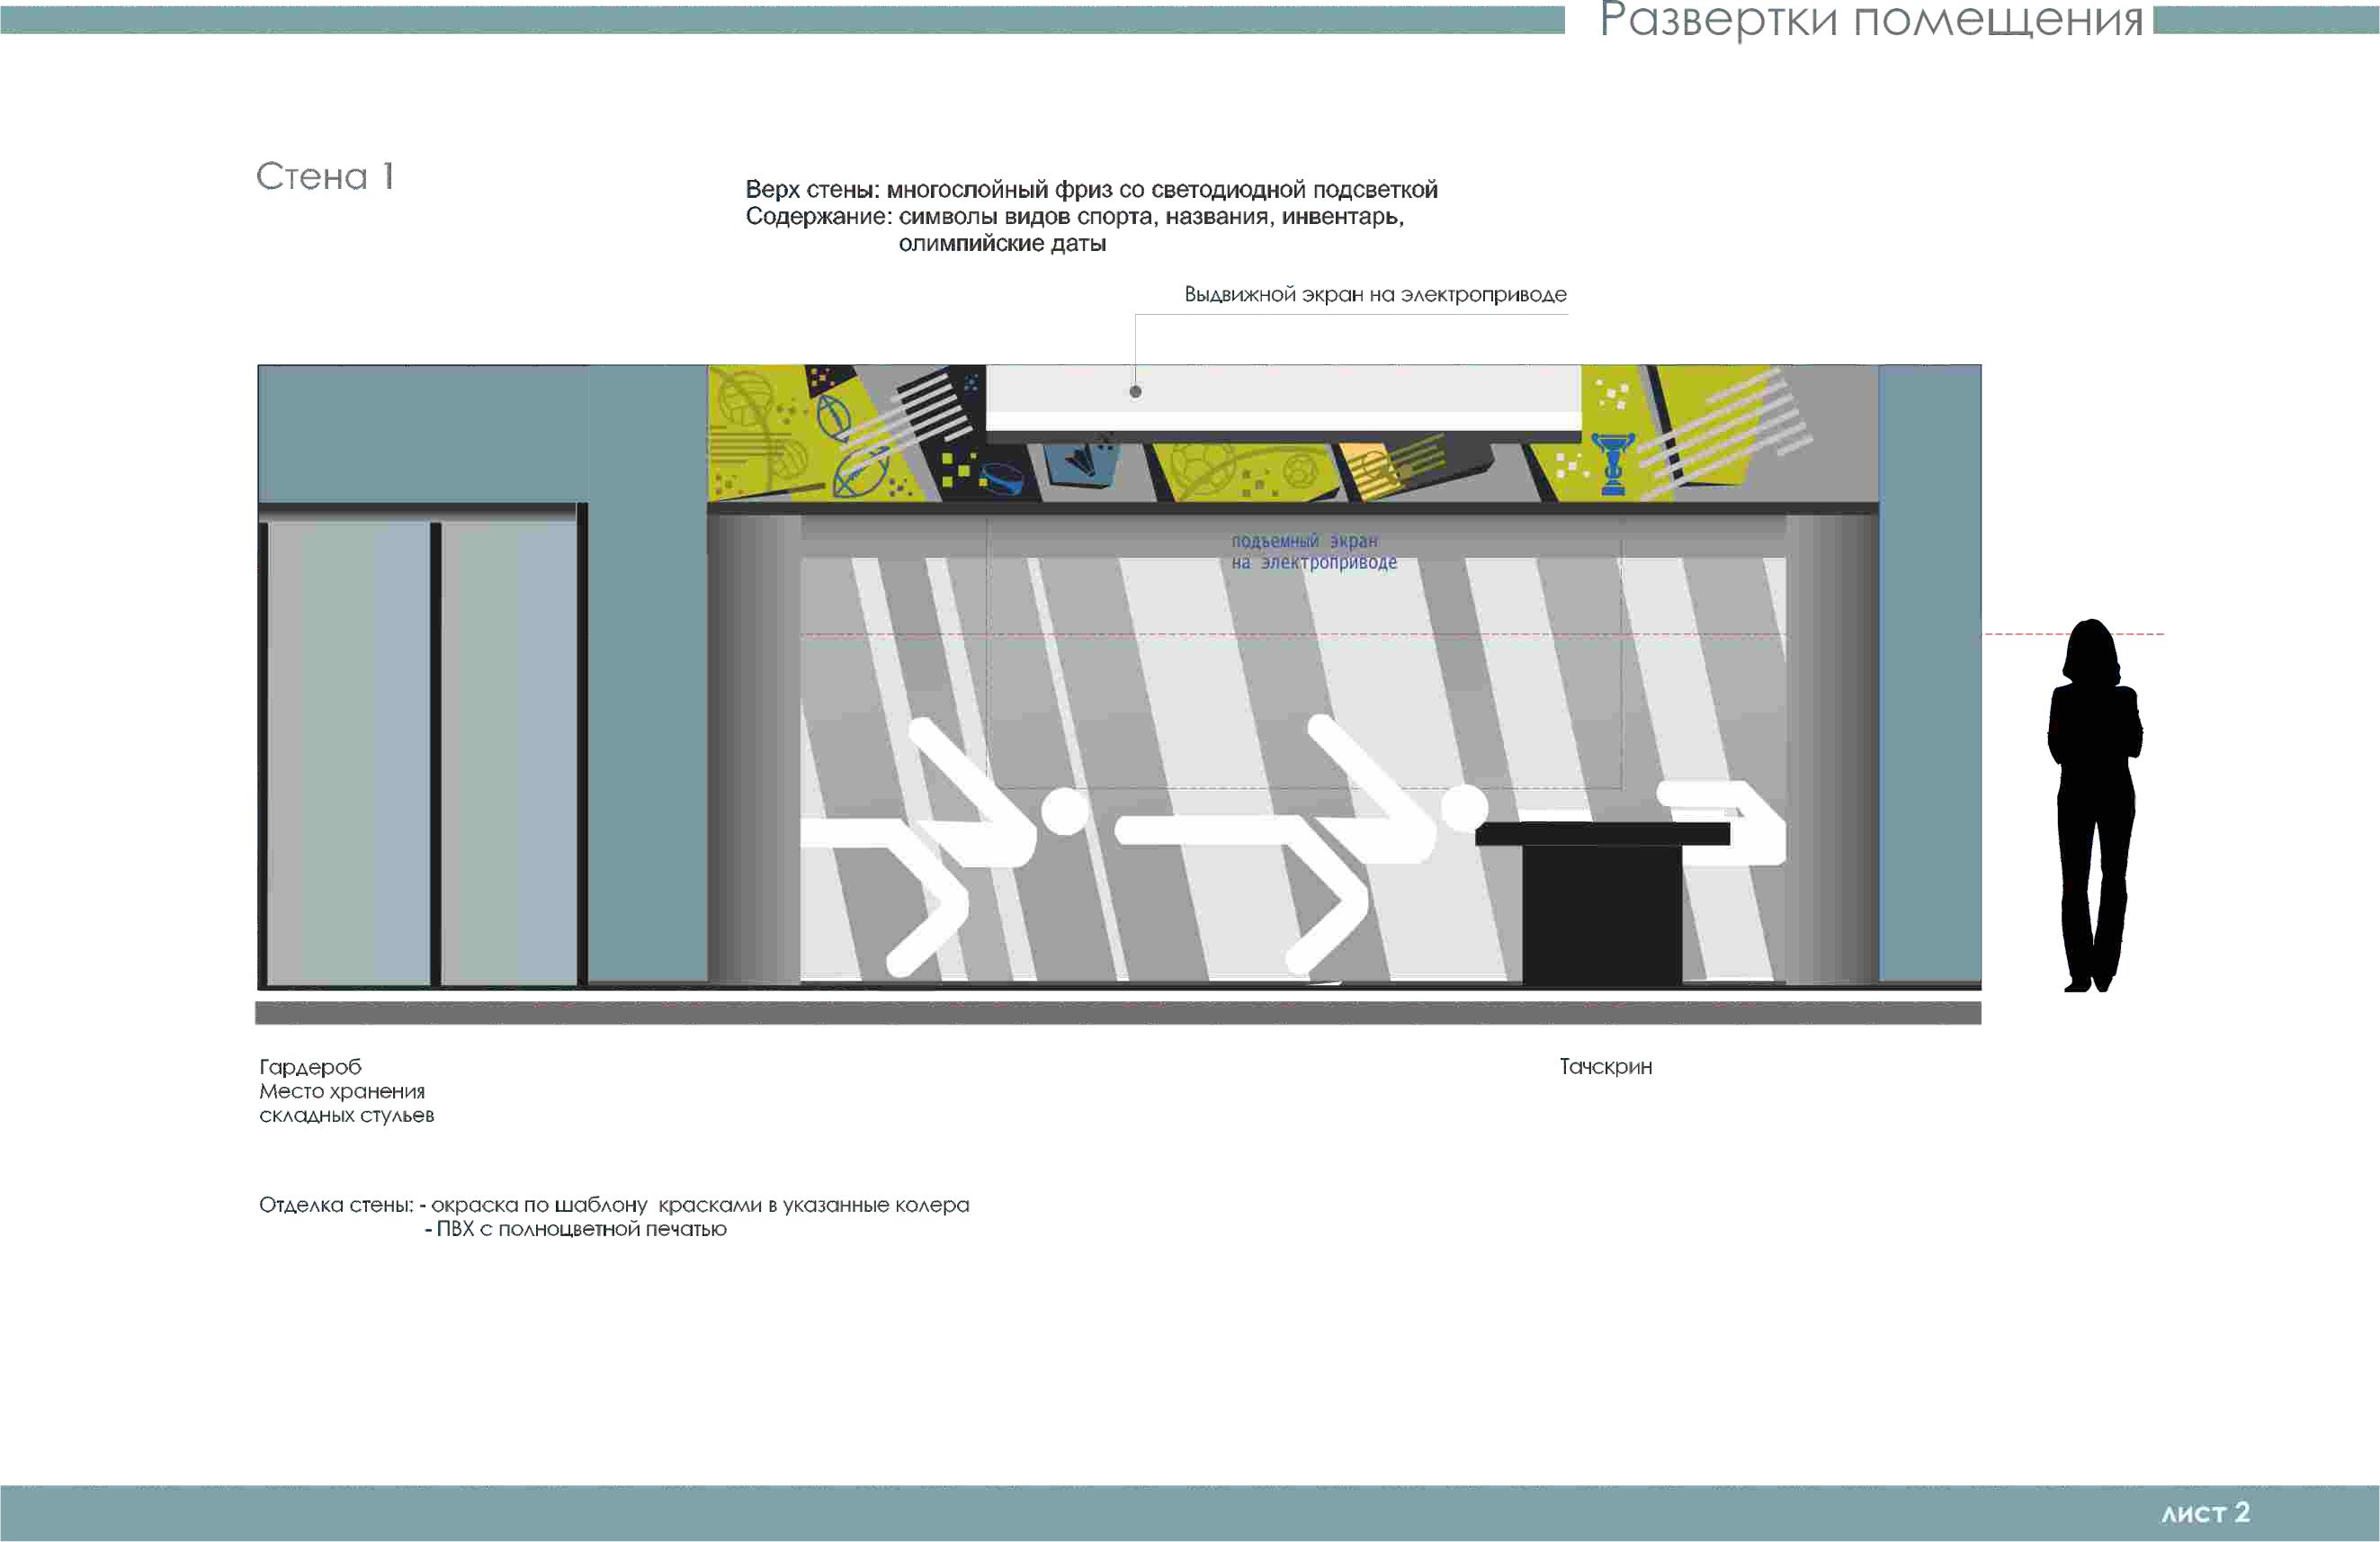 Развертки помещения
Стена 1
Верх стены: многослойный фриз со светодиодной подсветкой
Содержание: символы видов спорта, названия, инвентарь,
олимпийские даты
Выдвижной экран на электроприводе
подъемный экран
на электроприводе
Гардероб
Место хранения
складных стульев
Тачскрин
Отделка стены: - окраска по шаблону красками в указанные колера
- ПВХ с полноцветной печатью
лист 2